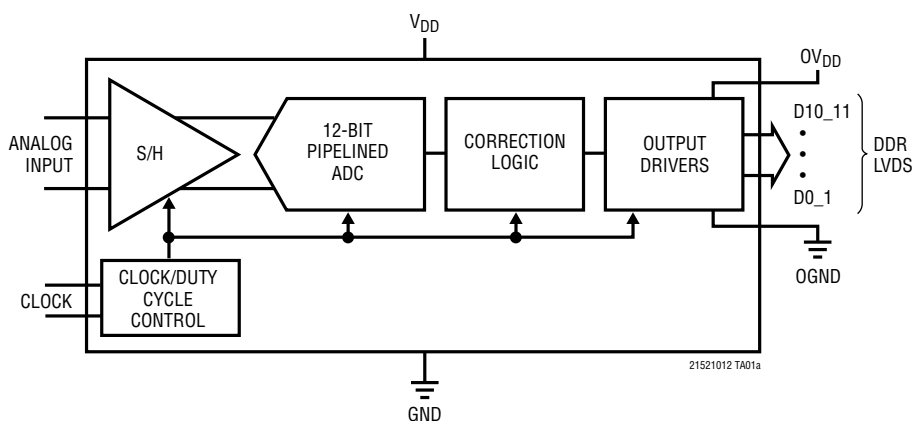 VDD
OVDD
ANALOG
INPUT
S/H
12-BIT
PIPELINED
ADC
CORRECTION
LOGIC
OUTPUT
DRIVERS
D10_11
D0_1
DDR
LVDS
OGND
CLOCK
CLOCK/DUTY
CYCLE
CONTROL
GND
21521012 TA01a